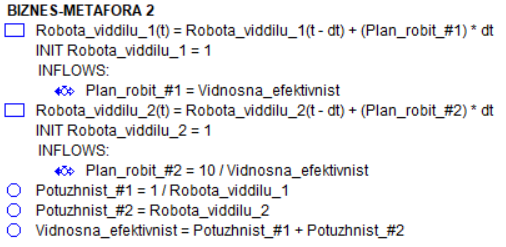 BIZNES-METAFORA 2
Robota_viddilu_1(t) = Robota_viddilu_1(t - dt) + (Plan_robit_#1) * dt
INIT Robota_viddilu_1 = 1
INFLOWS:
Plan_robit_#1 = Vidnosna_efektivnist
Robota_viddilu_2(t) = Robota_viddilu_2(t - dt) + (Plan_robit_#2) * dt
INIT Robota_viddilu_2 = 1
INFLOWS:
Plan_robit_#2 = 10 / Vidnosna_efektivnist
Potuzhnist_#1 = 1 / Robota_viddilu_1
Potuzhnist_#2 = Robota_viddilu_2
Vidnosna_efektivnist = Potuzhnist_#1 + Potuzhnist_#2